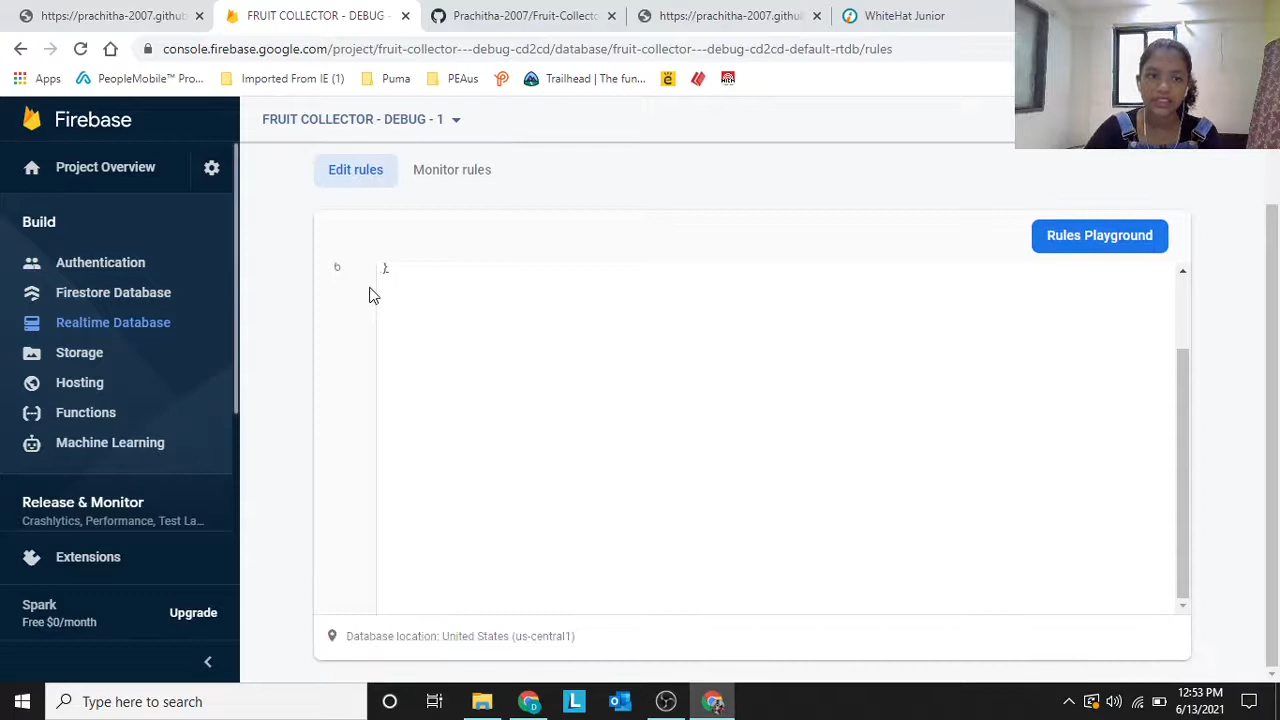 https://prachitha-2007.github
FRUIT COLLECTOR - DEBUG -
Prachitha-2007/Fruit-Collecto
https://prachitha-2007.githu
WhiteHat Junior
console.firebase.google.com/project/fruit-collector---debug-cd2cd/database/fruit-collector---debug-cd2cd-default-rtdb/rules
Apps
PeopleMobile™ Pro...
Imported From IE (1)
Puma
PEAus
Trailhead | The fun...
Firebase
FRUIT COLLECTOR - DEBUG - 1
Project Overview
Edit rules
Monitor rules
Build
Rules Playground
Authentication
6
}
Firestore Database
Realtime Database
Storage
Hosting
Functions
Machine Learning
Release & Monitor
Crashlytics, Performance, Test La...
Extensions
Spark
Free $0/month
Upgrade
Database location: United States (us-central1)
Type here to search
12:53 PM
6/13/2021